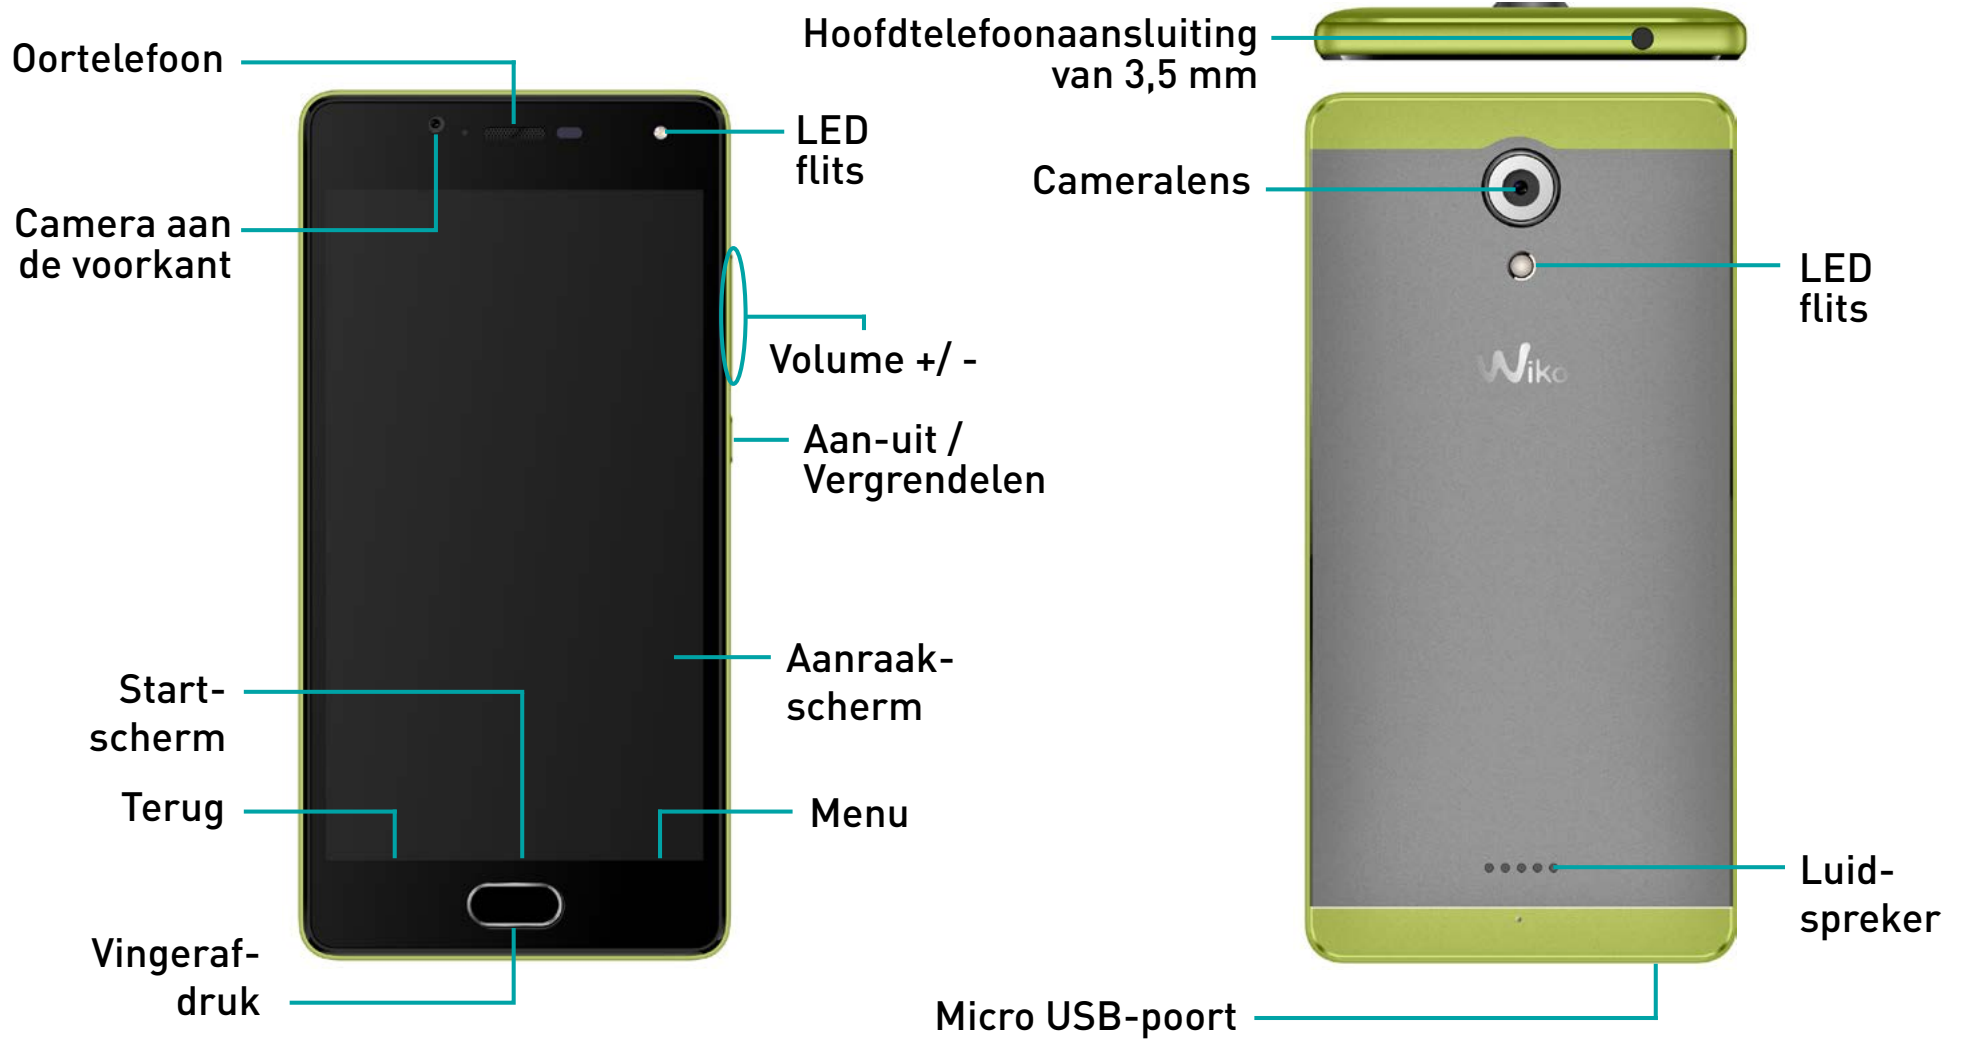 Oortelefoon
Camera aan
de voorkant
LED
flits
Volume +/ -
Aan-uit /
Vergrendelen
Aanraak-
scherm
Start-
scherm
Terug
Menu
Vingeraf-
druk
Hoofdtelefoonaansluiting
van 3,5 mm
Cameralens
LED
flits
Wiko
Luid-
spreker
Micro USB-poort